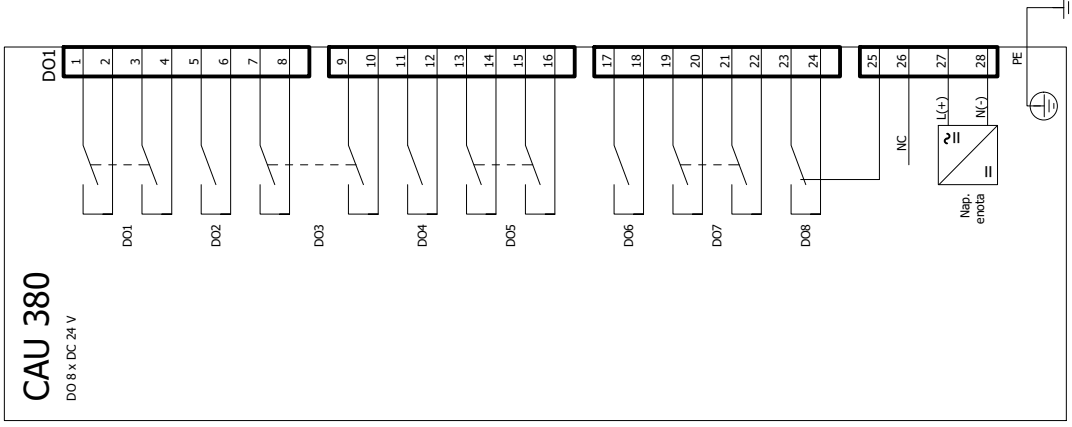 CAU 380
DO 8 x DC 24 V
DO1
1
2
3
4
5
6
7
8
9
10
11
12
13
14
15
16
17
18
19
20
21
22
23
24
25
26
27
28
PE
NC
L(+)
N(-)
Nap.
enota
DO1
DO2
DO3
DO4
DO5
DO6
DO7
DO8